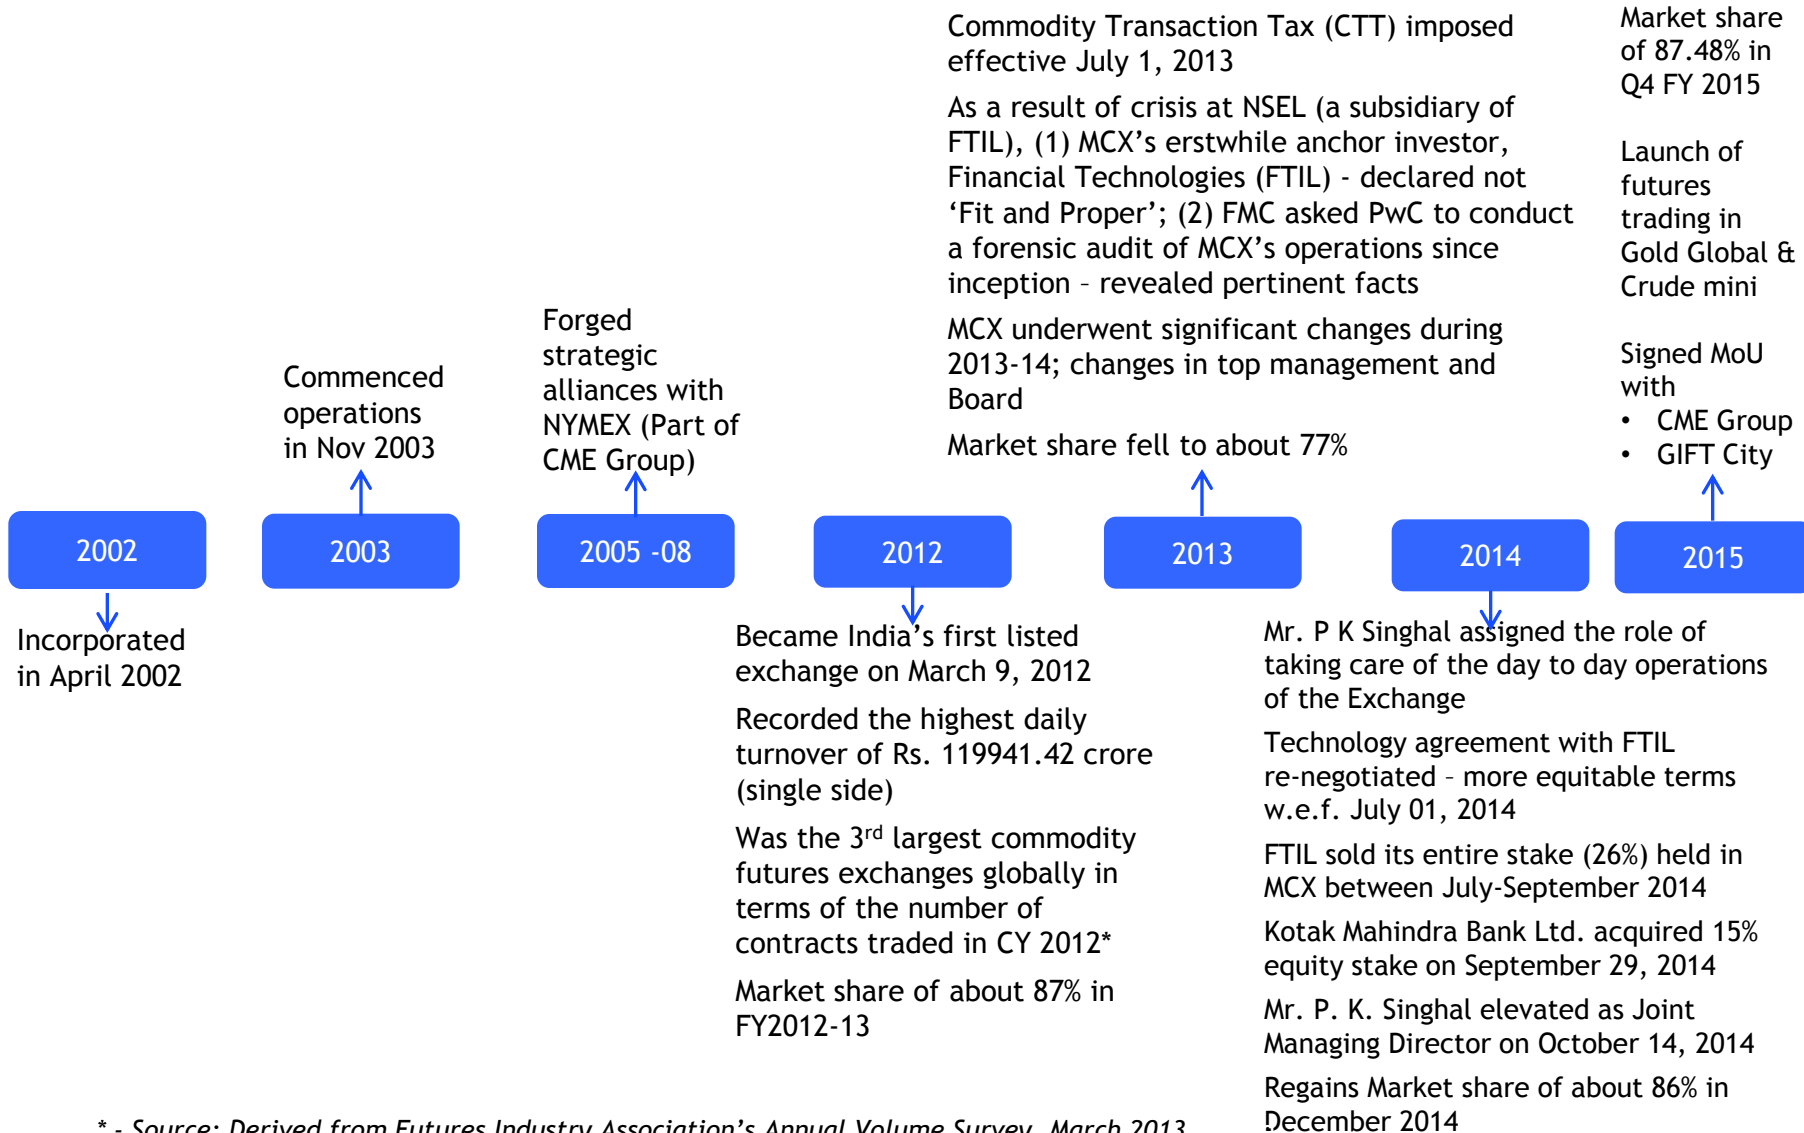 2002
Incorporated
in April 2002
Commenced
operations
in Nov 2003
2003
Forged
strategic
alliances with
NYMEX (Part of
CME Group)
2005 -08
2012
Became India’s first listed
exchange on March 9, 2012
Recorded the highest daily
turnover of Rs. 119941.42 crore
(single side)
Was the 3rd largest commodity
futures exchanges globally in
terms of the number of
contracts traded in CY 2012*
Market share of about 87% in
FY2012-13
Commodity Transaction Tax (CTT) imposed
effective July 1, 2013
As a result of crisis at NSEL (a subsidiary of
FTIL), (1) MCX’s erstwhile anchor investor,
Financial Technologies (FTIL) - declared not
‘Fit and Proper’; (2) FMC asked PwC to conduct
a forensic audit of MCX’s operations since
inception – revealed pertinent facts
MCX underwent significant changes during
2013-14; changes in top management and
Board
Market share fell to about 77%
2013
2014
Mr. P K Singhal assigned the role of
taking care of the day to day operations
of the Exchange
Technology agreement with FTIL
re-negotiated – more equitable terms
w.e.f. July 01, 2014
FTIL sold its entire stake (26%) held in
MCX between July-September 2014
Kotak Mahindra Bank Ltd. acquired 15%
equity stake on September 29, 2014
Mr. P. K. Singhal elevated as Joint
Managing Director on October 14, 2014
Regains Market share of about 86% in
December 2014
Market share
of 87.48% in
Q4 FY 2015
Launch of
futures
trading in
Gold Global &
Crude mini
Signed MoU
with
• CME Group
• GIFT City
2015
* - Source: Derived from Futures Industry Association’s Annual Volume Survey, March 2013